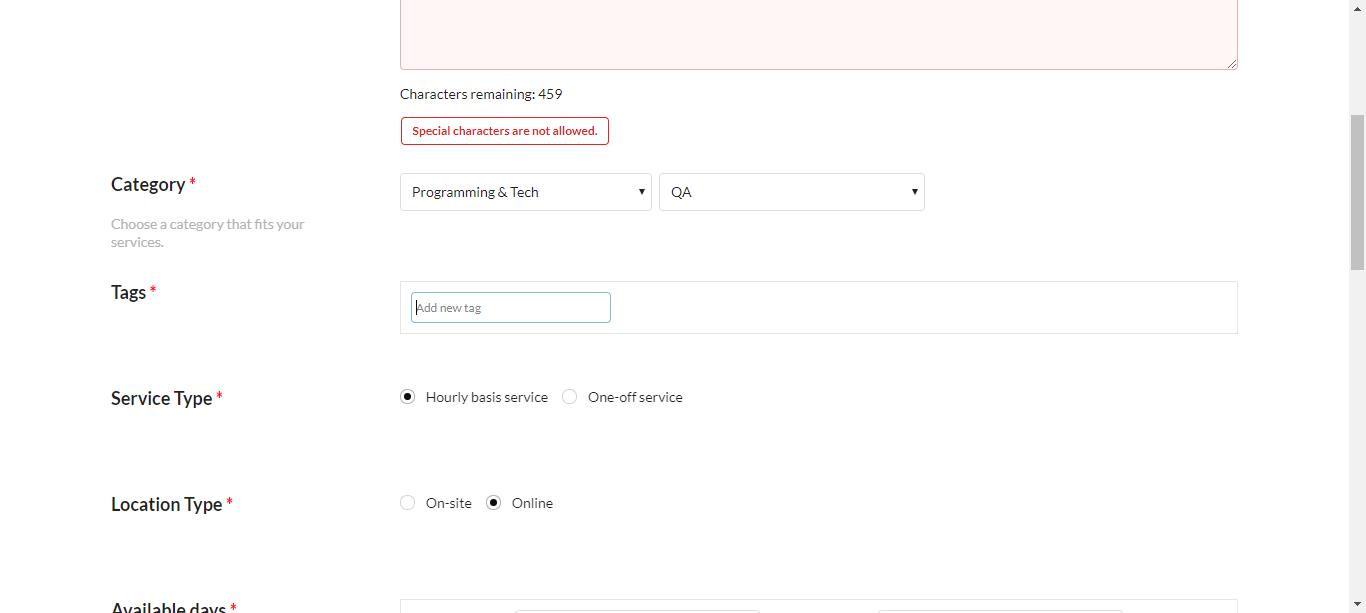 Characters remaining: 459
Special characters are not allowed.
Category *
Programming & Tech
QA
Choose a category that fits your
services.
Tags *
Add new tag
Service Type *
Hourly basis service
One-off service
Location Type *
On-site
Online
Available days *